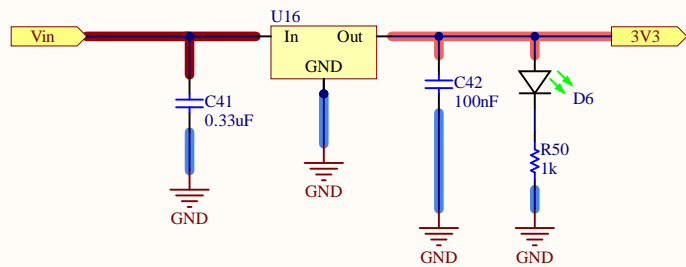 U16
Vin
In
Out
3V3
GND
C41
0.33uF
C42
100nF
D6
R50
1k
GND
GND
GND
GND